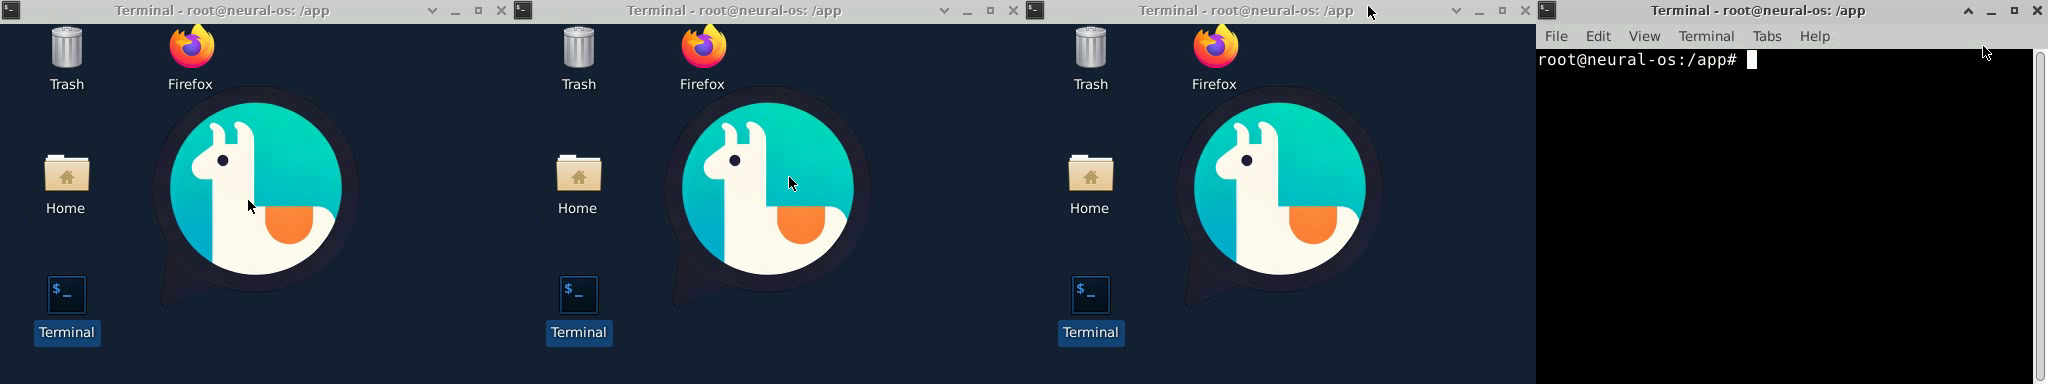 Terminal - root@neural-os: /app
Trash
Firefox
Home
$_
Terminal
Terminal - root@neural-os: /app
Trash
Firefox
Home
$_
Terminal
Terminal - root@neural-os: /app
Trash
Firefox
Home
$_
Terminal
Terminal - root@neural-os: /app
File Edit View Terminal Tabs Help
root@neural-os:/app#